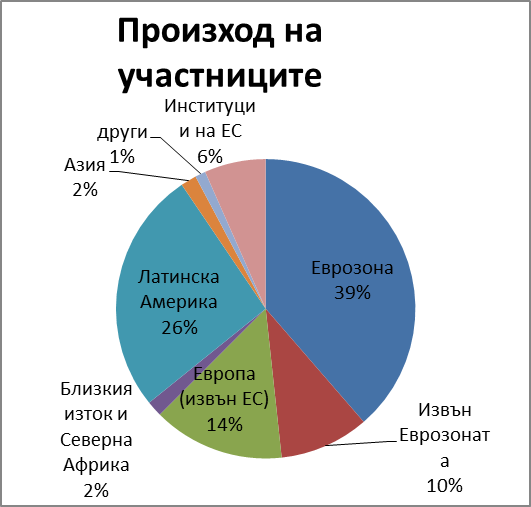 Произход на
участниците
Институци
и на ЕС
6%
други
1%
Азия
2%
Еврозона
39%
Латинска
Америка
26%
Европа
(извън ЕС)
14%
Близкия
изток и
Северна
Африка
2%
Извън
Еврозонат
а
10%